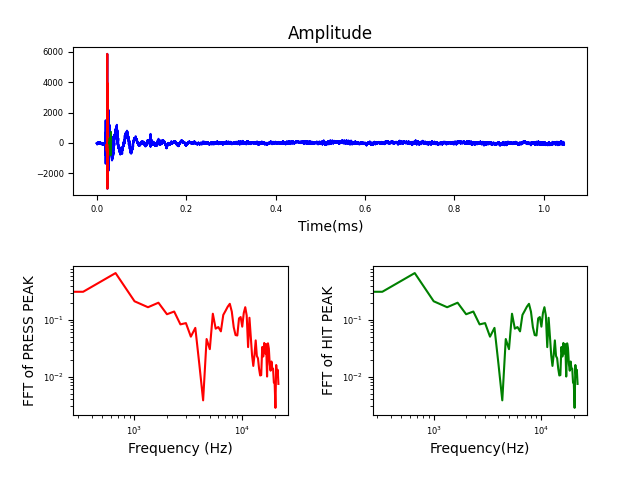 Amplitude
6000
4000
2000
0
−2000
0.0 0.2 0.4 0.6 0.8 1.0
Time(ms)
FFT of PRESS PEAK
10⁻¹
10⁻²
10³ 10⁴
Frequency (Hz)
FFT of HIT PEAK
10⁻¹
10⁻²
10³ 10⁴
Frequency(Hz)